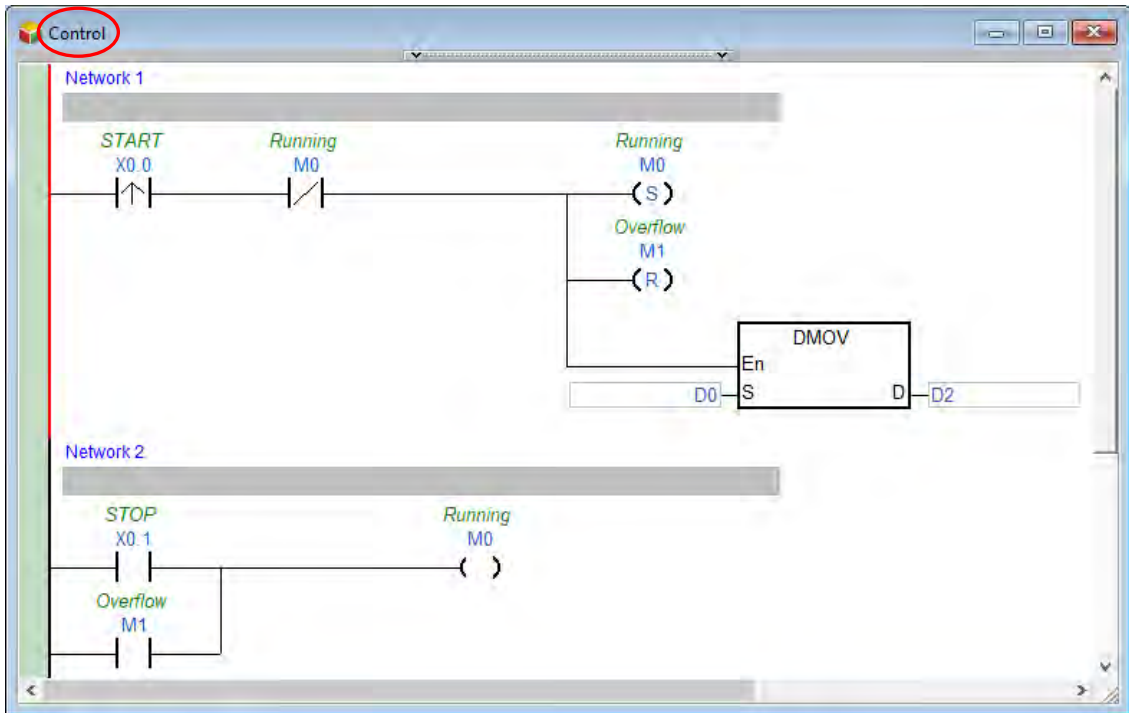 Control
Network 1
START Running Running
X0.0 M0 M0
S
Overflow
M1
R
DMOV
En
D0 S D D2
Network 2
STOP Running
X0.1 M0
Overflow
M1